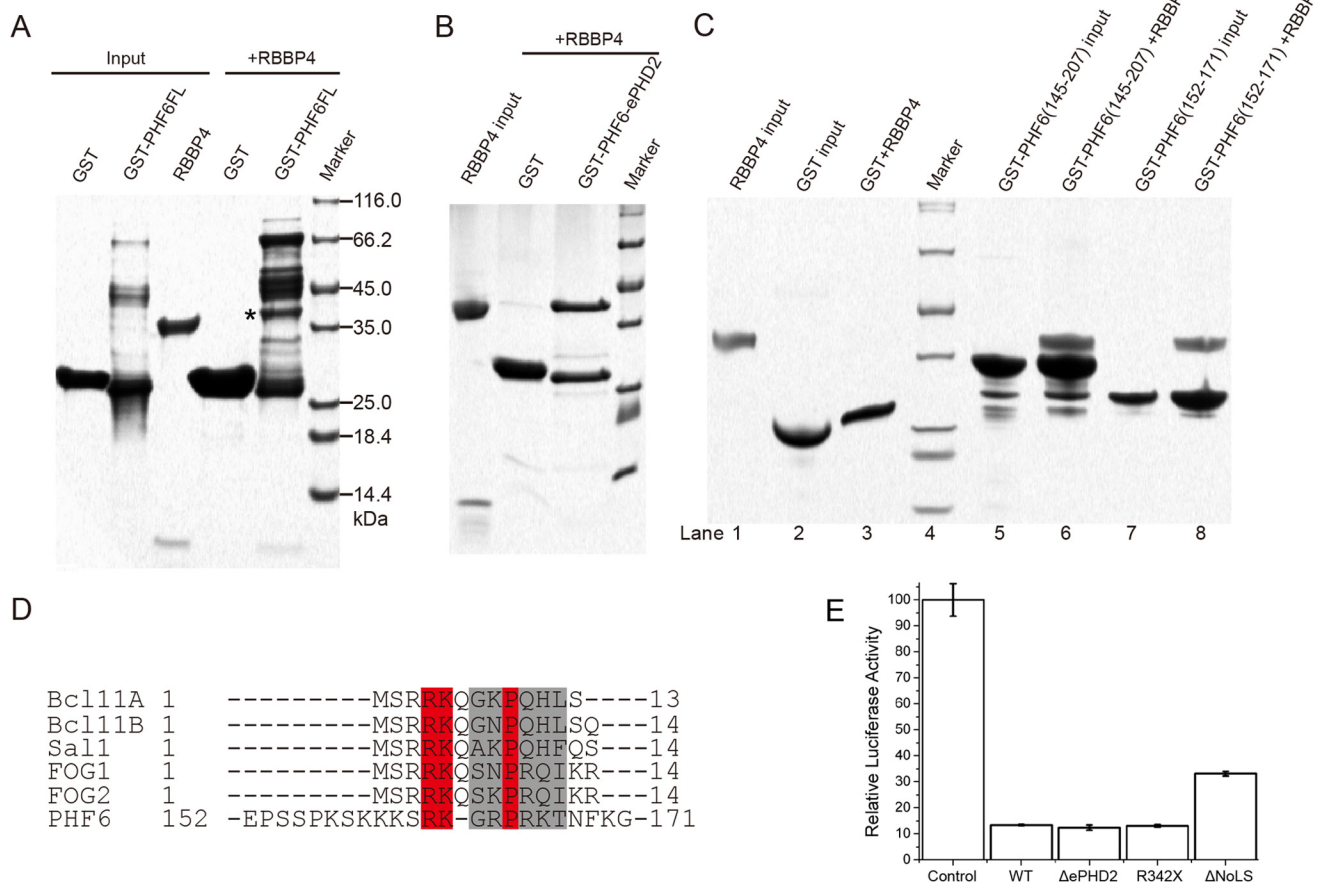 A
Input
+RBBP4
GST
GST-PHF6FL
RBBP4
GST
GST-PHF6FL
Marker
116.0
66.2
45.0
*
35.0
25.0
18.4
14.4
kDa
B
+RBBP4
RBBP4 input
GST
GST-PHF6-ePHD2
Marker
C
RBBP4 input
GST input
GST+RBBP4
Marker
GST-PHF6(145-207) input
GST-PHF6(145-207) +RBBP
GST-PHF6(152-171) input
GST-PHF6(152-171) +RBBP
Lane 1 2 3 4 5 6 7 8
D
Bcl11A 1 ---------MSRRKQGKPQHLS----13
Bcl11B 1 ---------MSRRKQGNPQHLSQ---14
Sal1 1 ---------MSRRKQAKPQHFQS---14
FOG1 1 ---------MSRRKQSNPRQIKR---14
FOG2 1 ---------MSRRKQSKPRQIKR---14
PHF6 152 -EPSSPKSKKKSRK-GRPRKTNFKG-171
E
Relative Luciferase Activity
100
90
80
70
60
50
40
30
20
10
0
Control WT ΔePHD2 R342X ΔNoLS